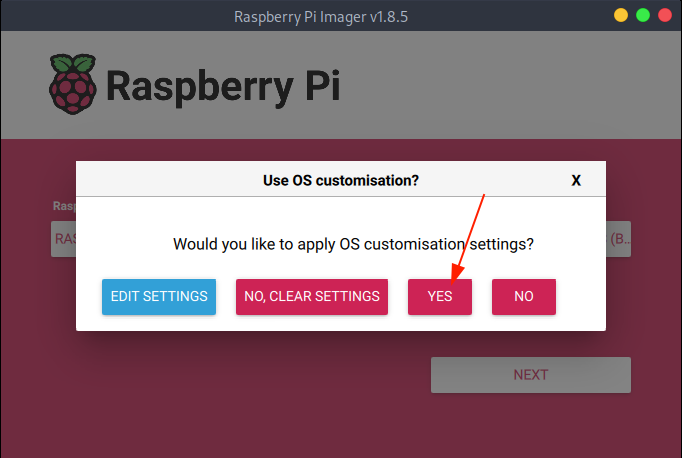 Raspberry Pi Imager v1.8.5
Raspberry Pi
Use OS customisation?
X
Rasp
Would you like to apply OS customisation settings?
RAS
(B...
EDIT SETTINGS
NO, CLEAR SETTINGS
YES
NO
NEXT